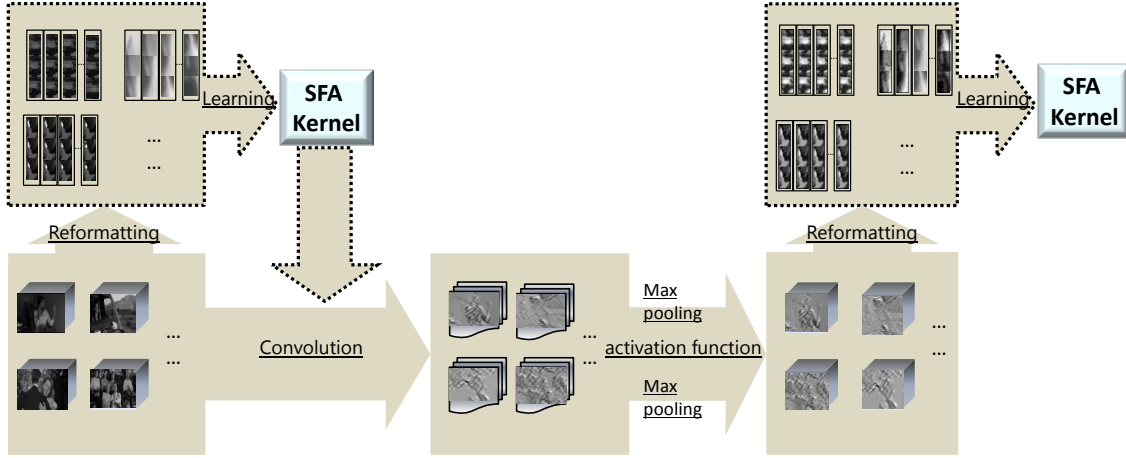 Learning
SFA
Kernel
...
...
Reformatting
...
...
Convolution
...
...
Max
pooling
activation function
Max
pooling
Learning
SFA
Kernel
...
...
Reformatting
...
...